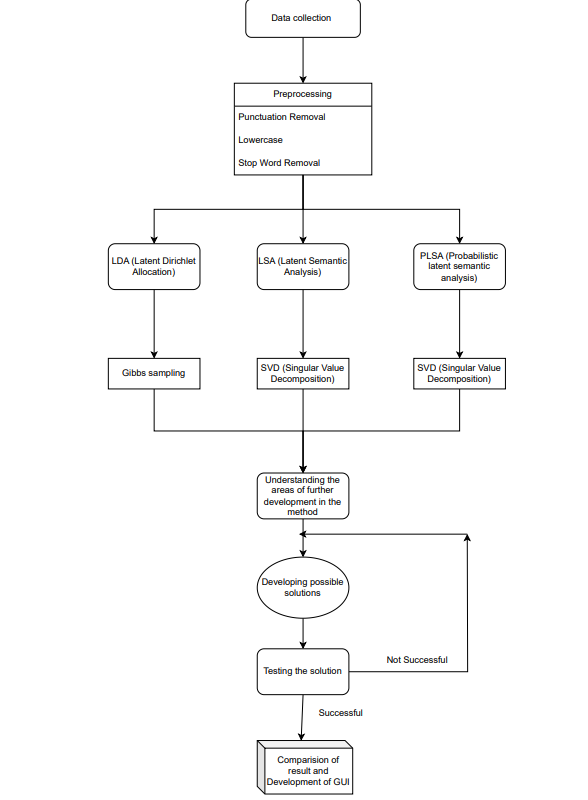 Data collection
Preprocessing
Punctuation Removal
Lowercase
Stop Word Removal
LDA (Latent Dirichlet
Allocation)
LSA (Latent Semantic
Analysis)
PLSA (Probabilistic
latent semantic
analysis)
Gibbs sampling
SVD (Singular Value
Decomposition)
SVD (Singular Value
Decomposition)
Understanding the
areas of further
development in the
method
Developing possible
solutions
Testing the solution
Not Successful
Successful
Comparision of
result and
Development of GUI